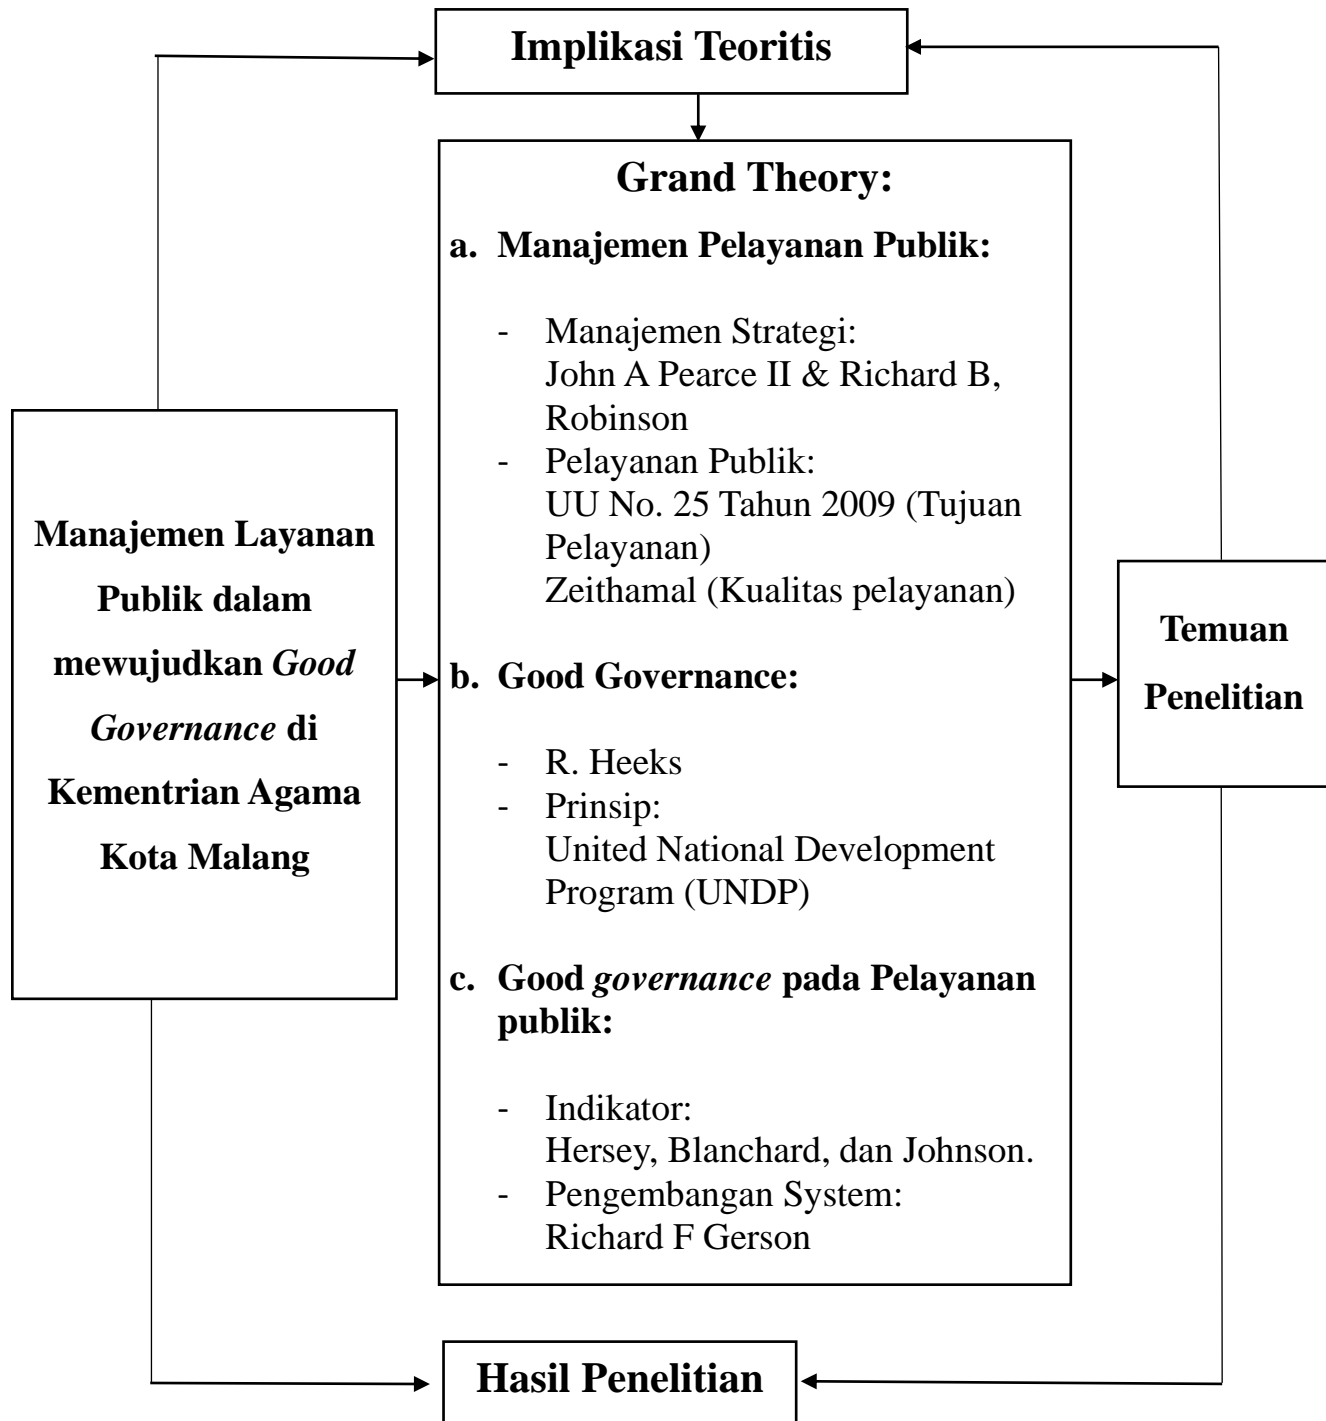 Implikasi Teoritis
Grand Theory:
a. Manajemen Pelayanan Publik:
- Manajemen Strategi:
John A Pearce II & Richard B,
Robinson
- Pelayanan Publik:
UU No. 25 Tahun 2009 (Tujuan
Pelayanan)
Zeithamal (Kualitas pelayanan)
b. Good Governance:
- R. Heeks
- Prinsip:
United National Development
Program (UNDP)
c. Good governance pada Pelayanan
publik:
- Indikator:
Hersey, Blanchard, dan Johnson.
- Pengembangan System:
Richard F Gerson
Manajemen Layanan
Publik dalam
mewujudkan Good
Governance di
Kementrian Agama
Kota Malang
Temuan
Penelitian
Hasil Penelitian